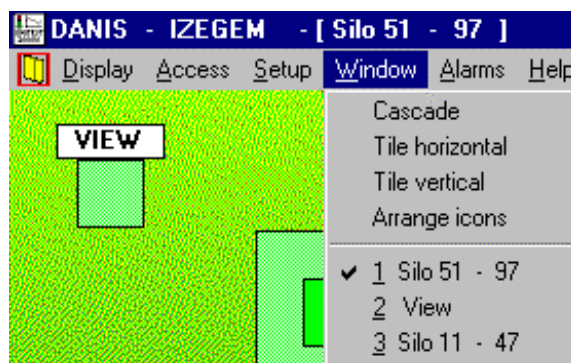 DANIS - IZEGEM - [ Silo 51 - 97 ]
Display Access Setup Window Alarms Help
VIEW
Cascade
Tile horizontal
Tile vertical
Arrange icons
✔ 1 Silo 51 - 97
2 View
3 Silo 11 - 47